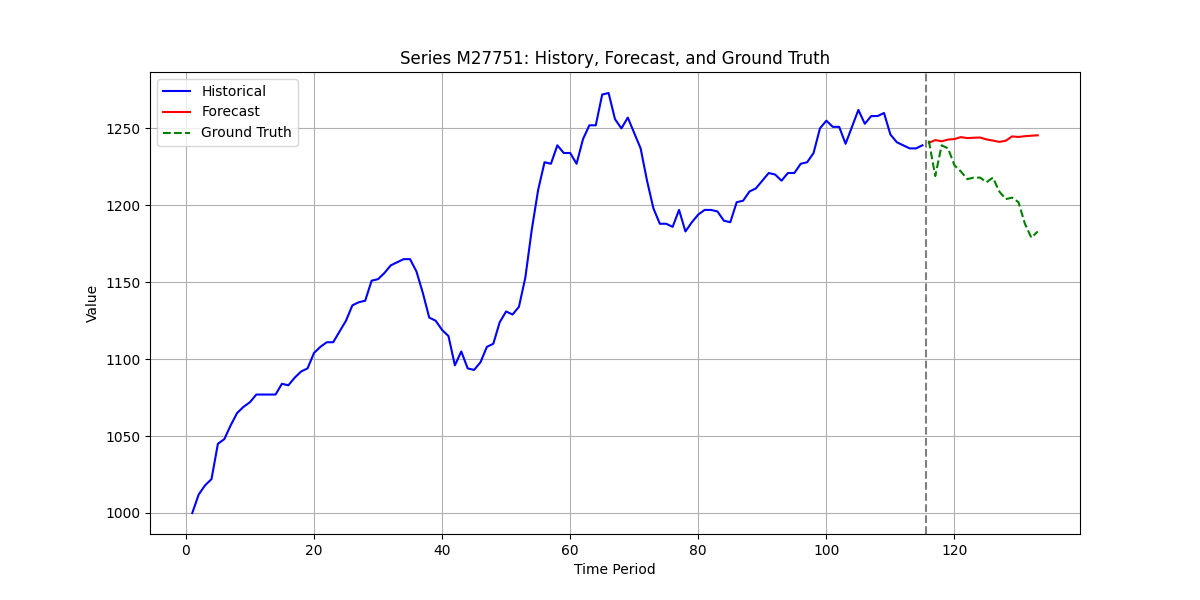 Series M27751: History, Forecast, and Ground Truth
Historical
Forecast
Ground Truth
1250
1200
1150
1100
1050
1000
Value
0 20 40 60 80 100 120
Time Period